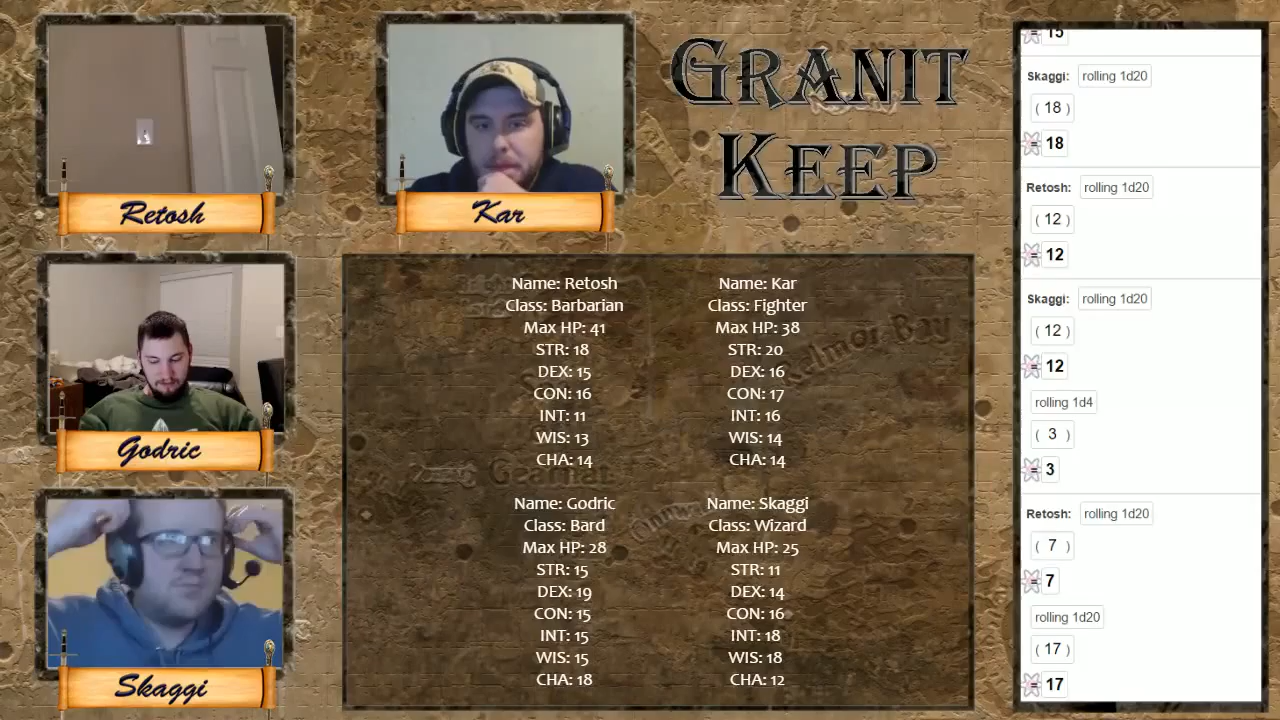 GRANIT
KEEP
Retosh
Kar
Godric
Skaggi
Name: Retosh
Class: Barbarian
Max HP: 41
STR: 18
DEX: 15
CON: 16
INT: 11
WIS: 13
CHA: 14
Name: Kar
Class: Fighter
Max HP: 38
STR: 20
DEX: 16
CON: 17
INT: 16
WIS: 14
CHA: 14
Name: Godric
Class: Bard
Max HP: 28
STR: 15
DEX: 19
CON: 15
INT: 15
WIS: 15
CHA: 18
Name: Skaggi
Class: Wizard
Max HP: 25
STR: 11
DEX: 14
CON: 16
INT: 18
WIS: 18
CHA: 12
= 15
Skaggi: rolling 1d20
( 18 )
= 18
Retosh: rolling 1d20
( 12 )
= 12
Skaggi: rolling 1d20
( 12 )
= 12
rolling 1d4
( 3 )
= 3
Retosh: rolling 1d20
( 7 )
= 7
rolling 1d20
( 17 )
= 17